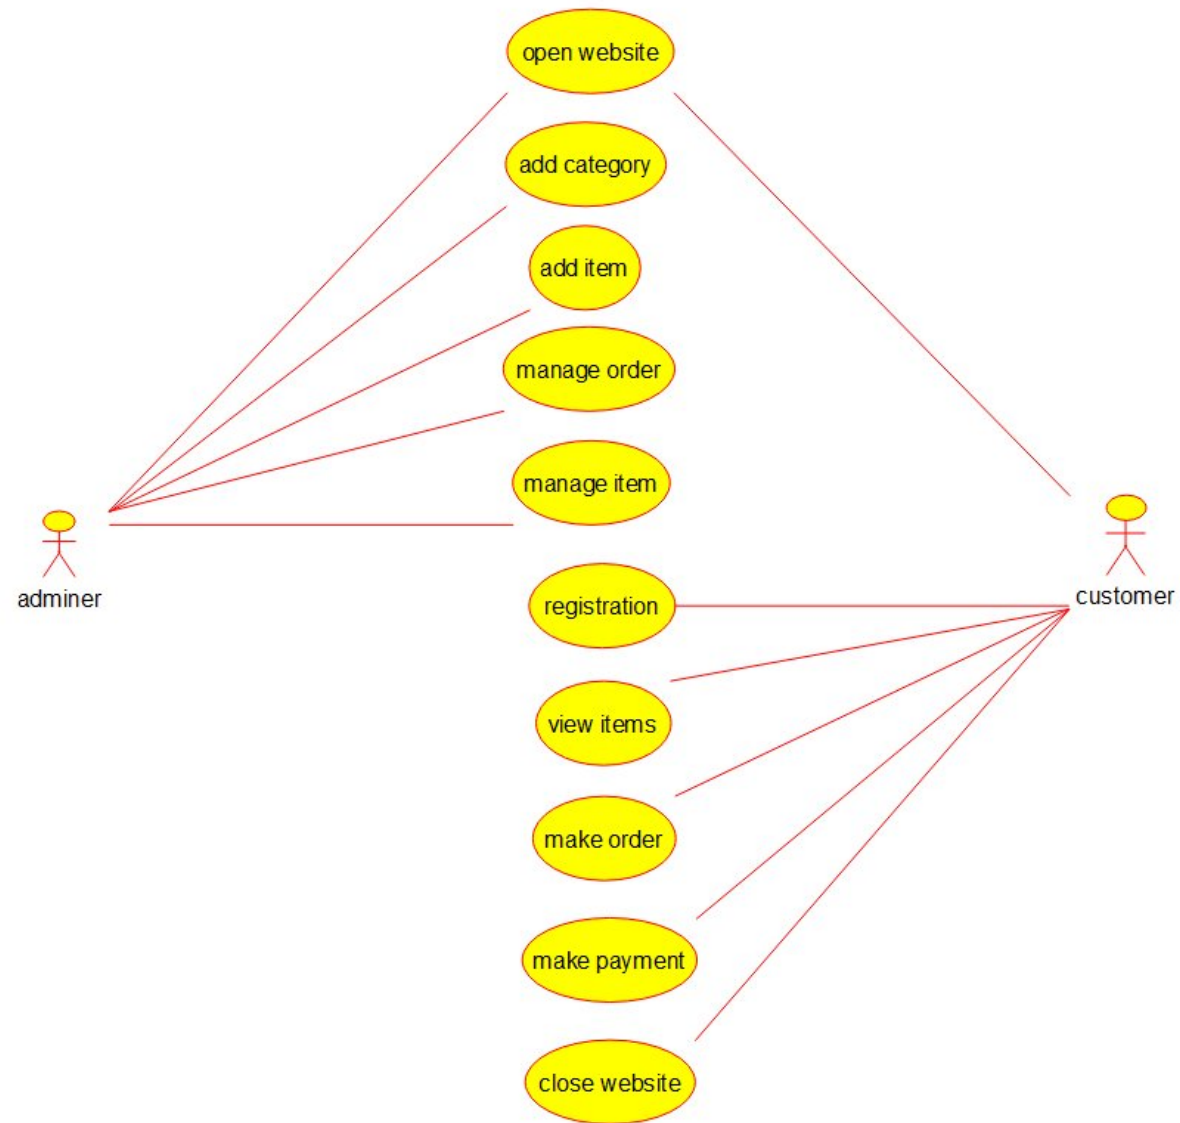 open website
add category
add item
manage order
manage item
adminer
customer
registration
view items
make order
make payment
close website